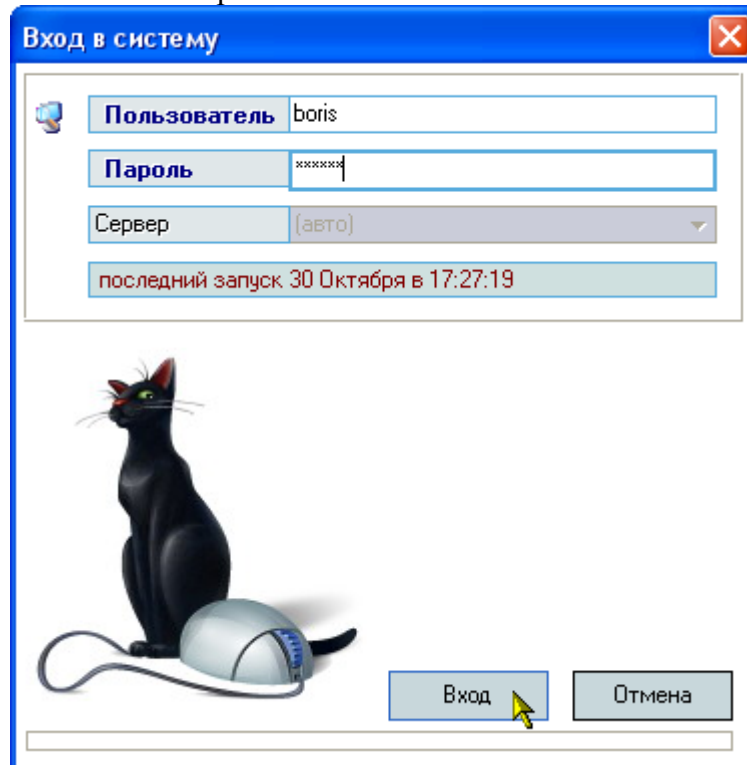 Вход в систему
Пользователь boris
Пароль ******
Сервер (авто)
последний запуск 30 Октября в 17:27:19
Вход Отмена